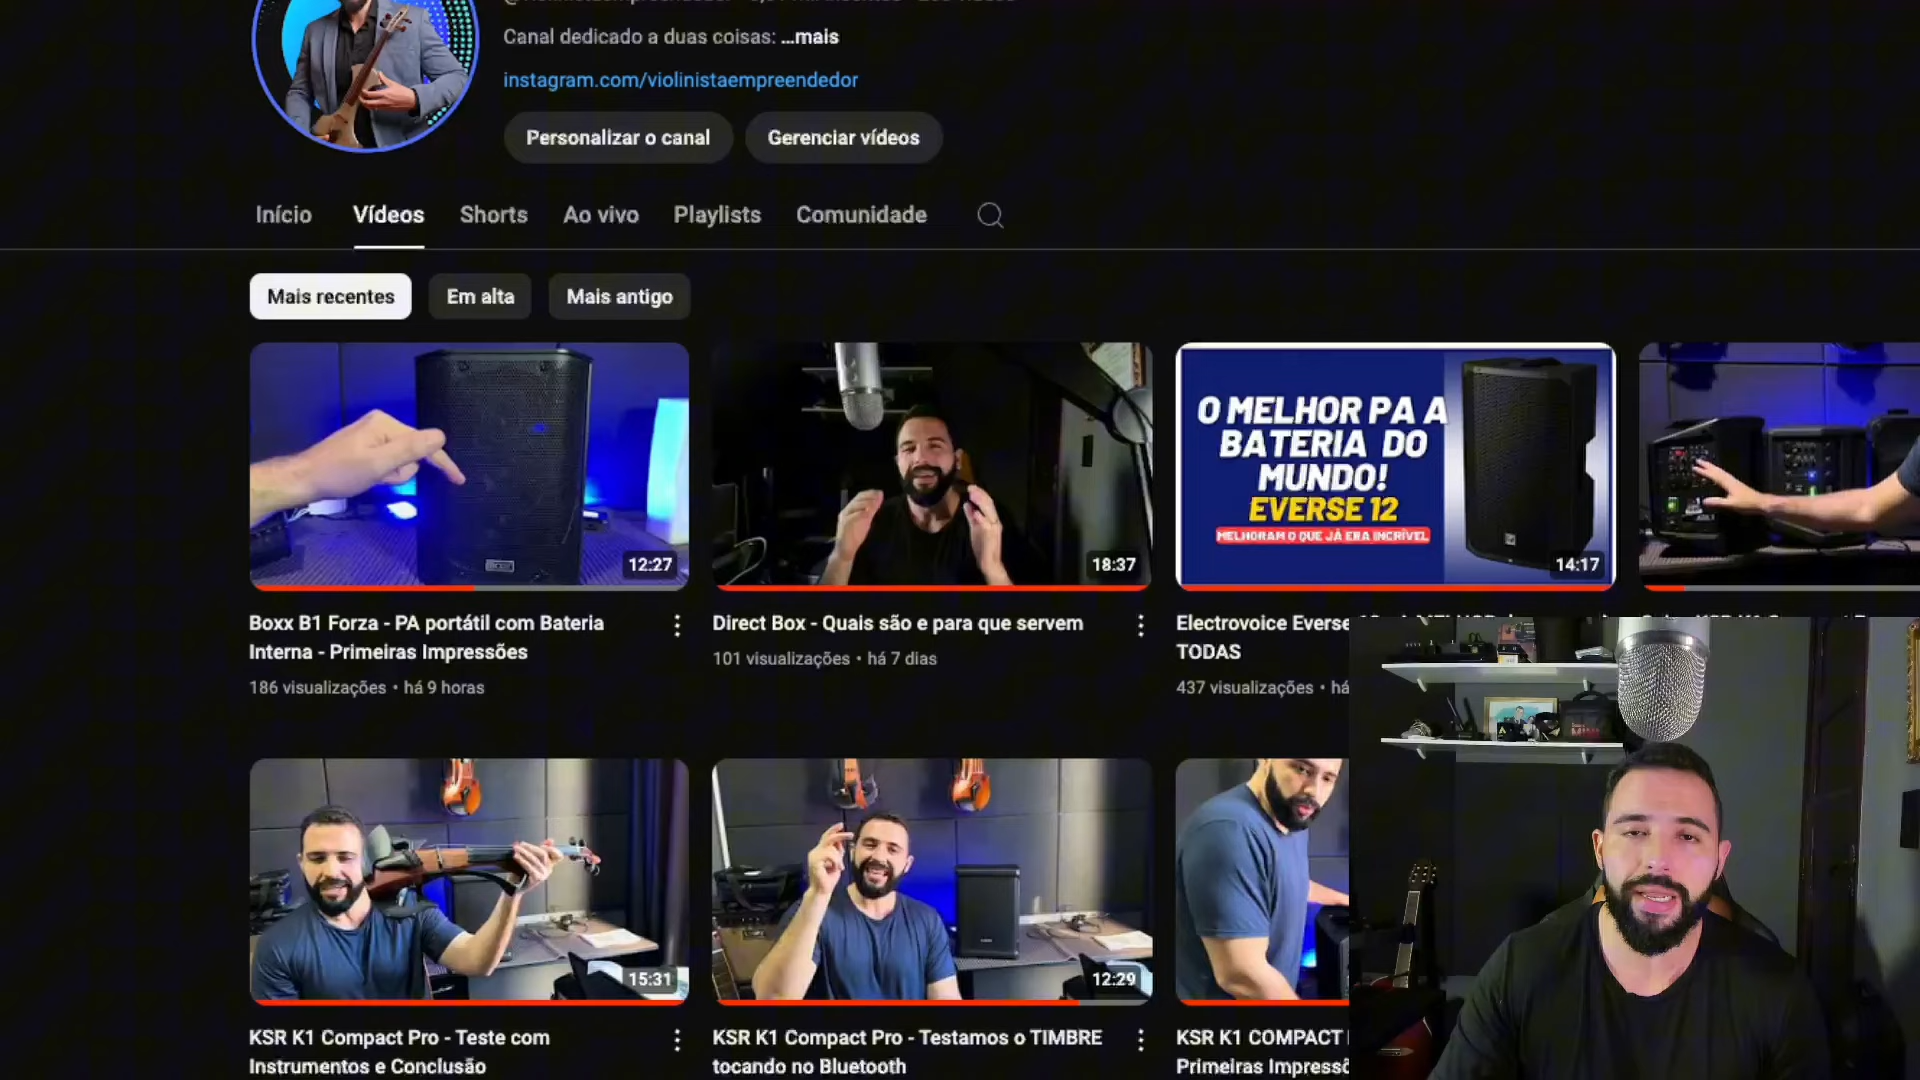 Canal dedicado a duas coisas: ...mais
instagram.com/violinistaempreendedor
Personalizar o canal
Gerenciar vídeos
Início
Vídeos
Shorts
Ao vivo
Playlists
Comunidade
Mais recentes
Em alta
Mais antigo
12:27
18:37
O MELHOR PA A
BATERIA DO
MUNDO!
EVERSE 12
MELHORAM O QUE JÁ ERA INCRÍVEL
14:17
Boxx B1 Forza - PA portátil com Bateria
Interna - Primeiras Impressões
186 visualizações • há 9 horas
Direct Box - Quais são e para que servem
101 visualizações • há 7 dias
Electrovoice Everse
TODAS
437 visualizações • há
15:31
12:29
KSR K1 Compact Pro - Teste com
Instrumentos e Conclusão
KSR K1 Compact Pro - Testamos o TIMBRE
tocando no Bluetooth
KSR K1 COMPACT
Primeiras Impressõ